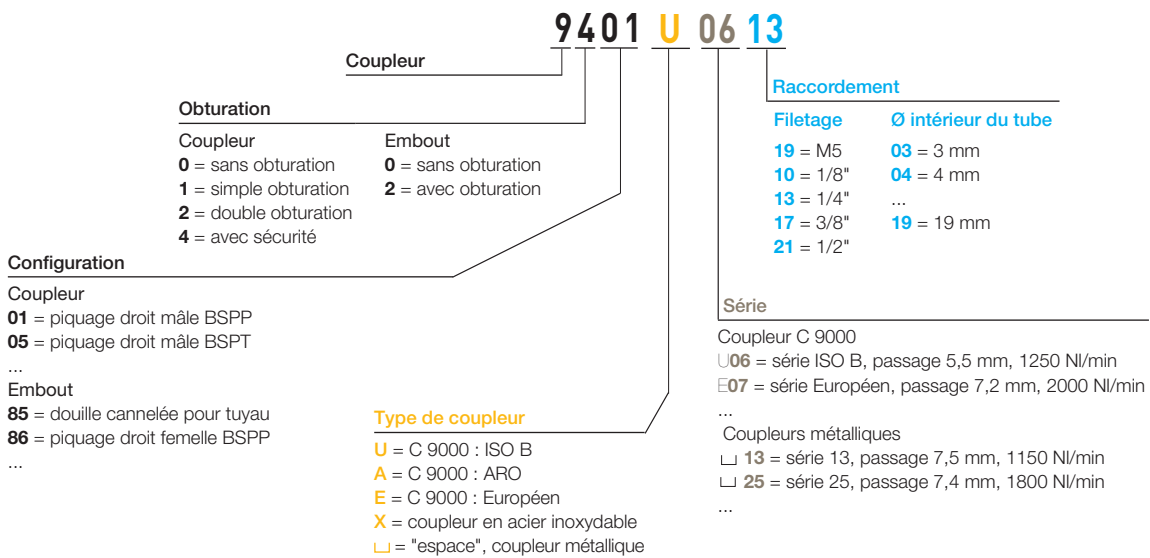 9401 U 06 13
Coupleur
Obturation
Coupleur
0 = sans obturation
1 = simple obturation
2 = double obturation
4 = avec sécurité
Embout
0 = sans obturation
2 = avec obturation
Configuration
Coupleur
01 = piquage droit mâle BSPP
05 = piquage droit mâle BSPT
...
Embout
85 = douille cannelée pour tuyau
86 = piquage droit femelle BSPP
...
Type de coupleur
U = C 9000 : ISO B
A = C 9000 : ARO
E = C 9000 : Européen
X = coupleur en acier inoxydable
⌴ = "espace", coupleur métallique
Raccordement
Filetage
19 = M5
10 = 1/8"
13 = 1/4"
17 = 3/8"
21 = 1/2"
Ø intérieur du tube
03 = 3 mm
04 = 4 mm
...
19 = 19 mm
Série
Coupleur C 9000
U06 = série ISO B, passage 5,5 mm, 1250 Nl/min
E07 = série Européen, passage 7,2 mm, 2000 Nl/min
...
Coupleurs métalliques
⌴ 13 = série 13, passage 7,5 mm, 1150 Nl/min
⌴ 25 = série 25, passage 7,4 mm, 1800 Nl/min
...